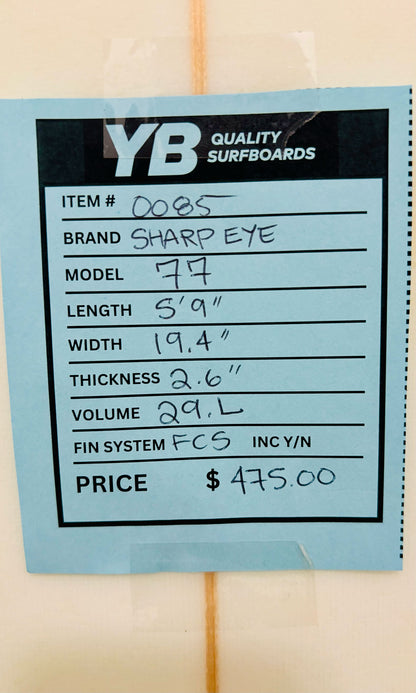 YB QUALITY SURFBOARDS
ITEM # 0085
BRAND SHARP EYE
MODEL 77
LENGTH 5'9"
WIDTH 19.4"
THICKNESS 2.6"
VOLUME 29.L
FIN SYSTEM FCS INC Y/N
PRICE $ 475.00